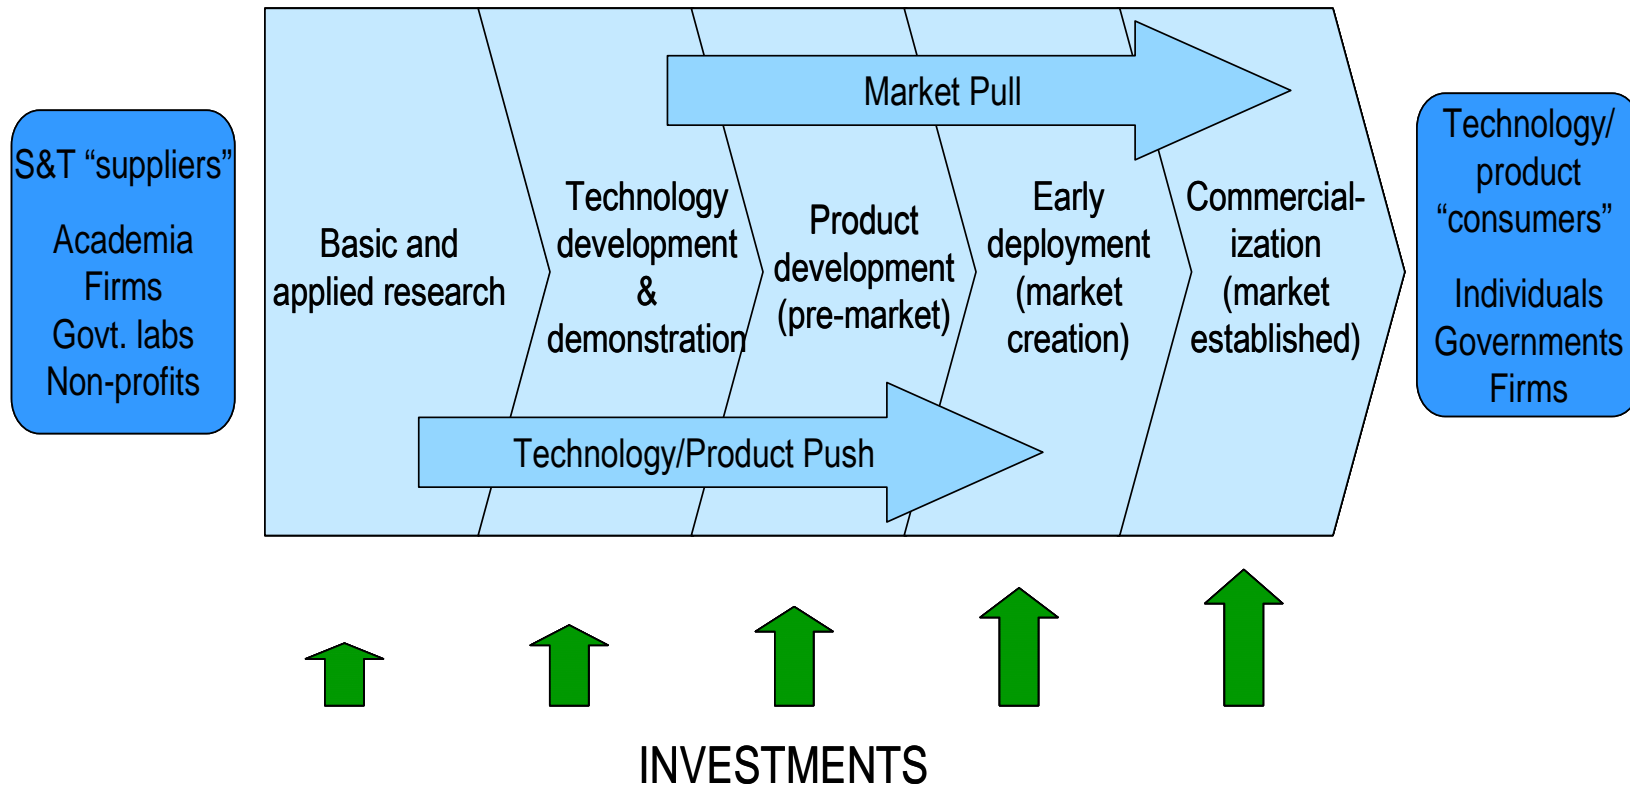 S&T “suppliers”
Academia
Firms
Govt. labs
Non-profits
Basic and
applied research
Technology
development
&
demonstration
Product
development
(pre-market)
Early
deployment
(market
creation)
Commercial-
ization
(market
established)
Market Pull
Technology/Product Push
Technology/
product
“consumers”
Individuals
Governments
Firms
INVESTMENTS